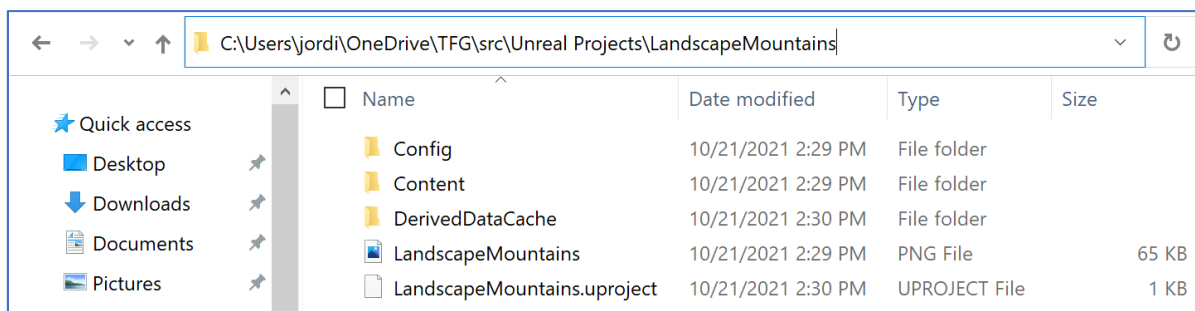 C:\Users\jordi\OneDrive\TFG\src\Unreal Projects\LandscapeMountains
Name Date modified Type Size
Quick access
Desktop
Downloads
Documents
Pictures
Config 10/21/2021 2:29 PM File folder
Content 10/21/2021 2:29 PM File folder
DerivedDataCache 10/21/2021 2:30 PM File folder
LandscapeMountains 10/21/2021 2:29 PM PNG File 65 KB
LandscapeMountains.uproject 10/21/2021 2:30 PM UPROJECT File 1 KB